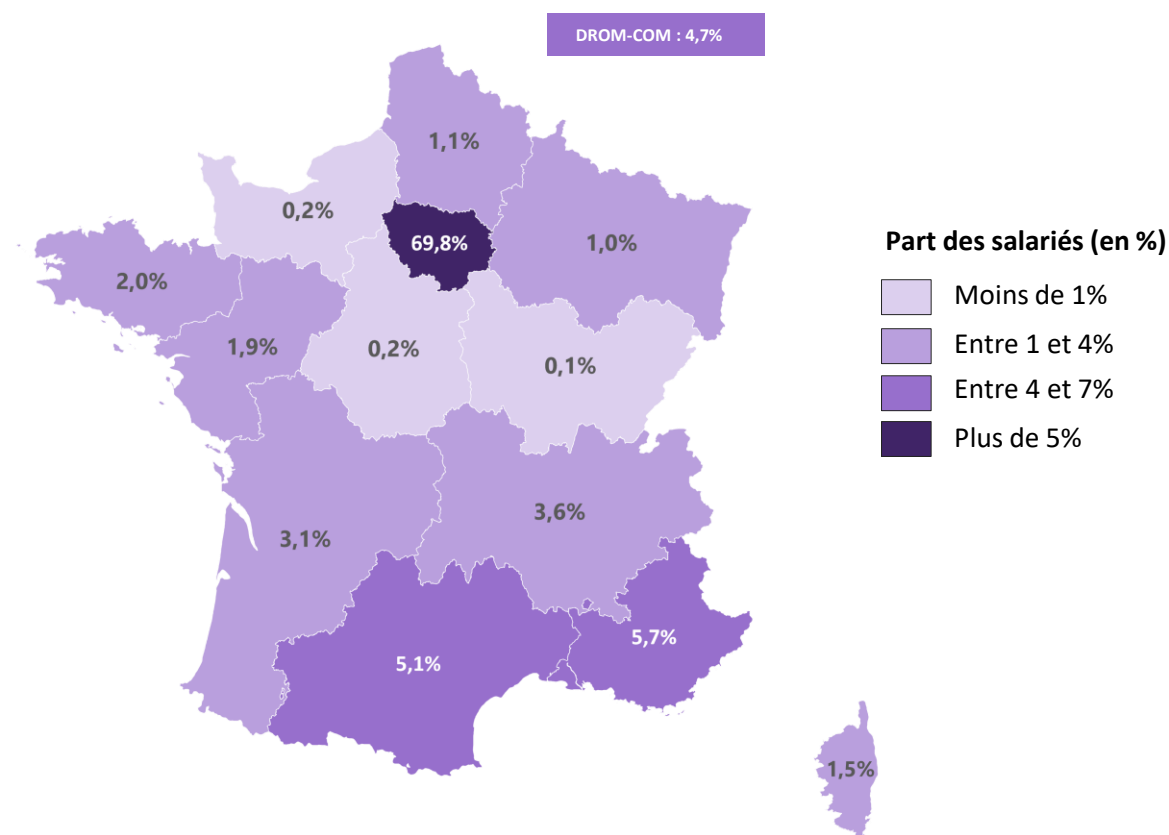 DROM-COM : 4,7%
1,1%
0,2%
69,8%
1,0%
2,0%
1,9%
0,2%
0,1%
3,1%
3,6%
5,1%
5,7%
1,5%
Part des salariés (en %)
Moins de 1%
Entre 1 et 4%
Entre 4 et 7%
Plus de 5%